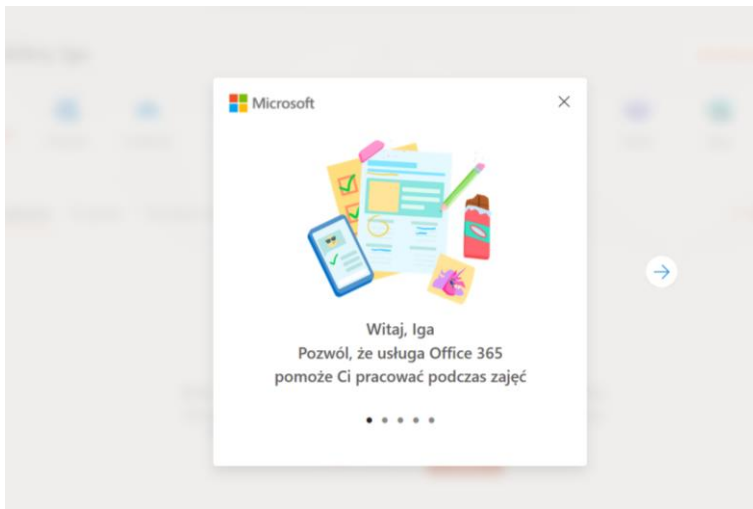 Microsoft
Witaj, Iga
Pozwól, że usługa Office 365
pomoże Ci pracować podczas zajęć